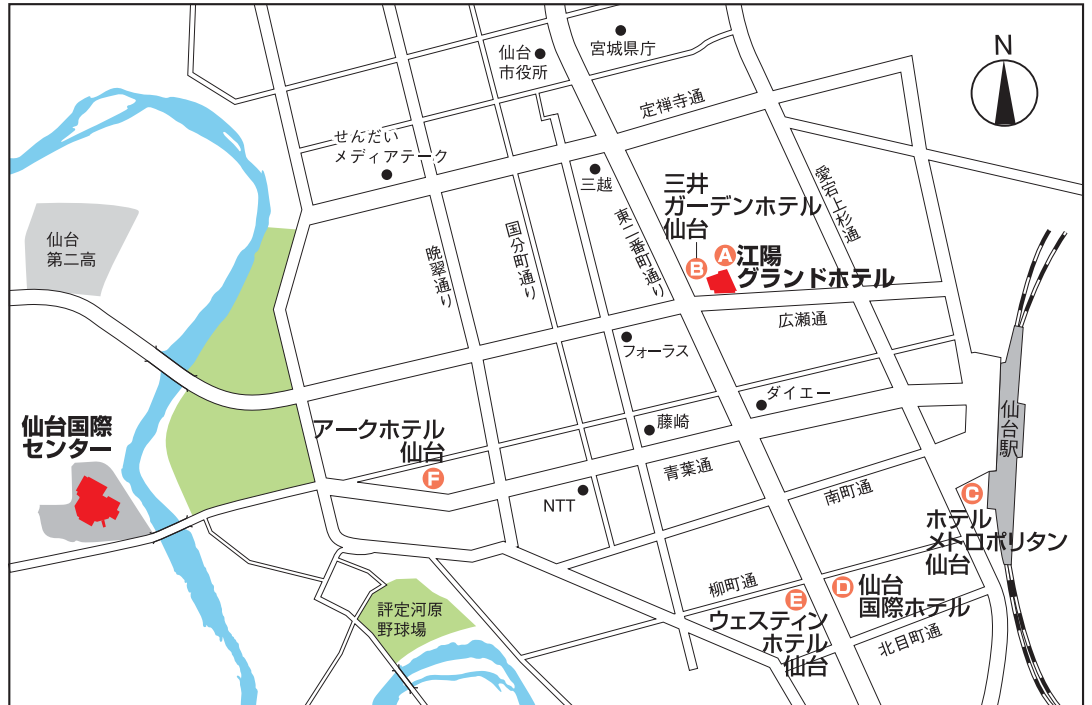 N
仙台
市役所
宮城県庁
定禅寺通
せんだい
メディアテーク
三越
三井
ガーデンホテル
仙台
愛宕上杉通
東二番町通り
国分町通り
晩翠通り
仙台
第二高
B
A
江陽
グランドホテル
広瀬通
フォーラス
ダイエー
藤崎
仙台駅
仙台国際
センター
アークホテル
仙台
F
青葉通
NTT
南町通
C
ホテル
メトロポリタン
仙台
柳町通
D
仙台
国際ホテル
E
ウェスティン
ホテル
仙台
北目町通
評定河原
野球場